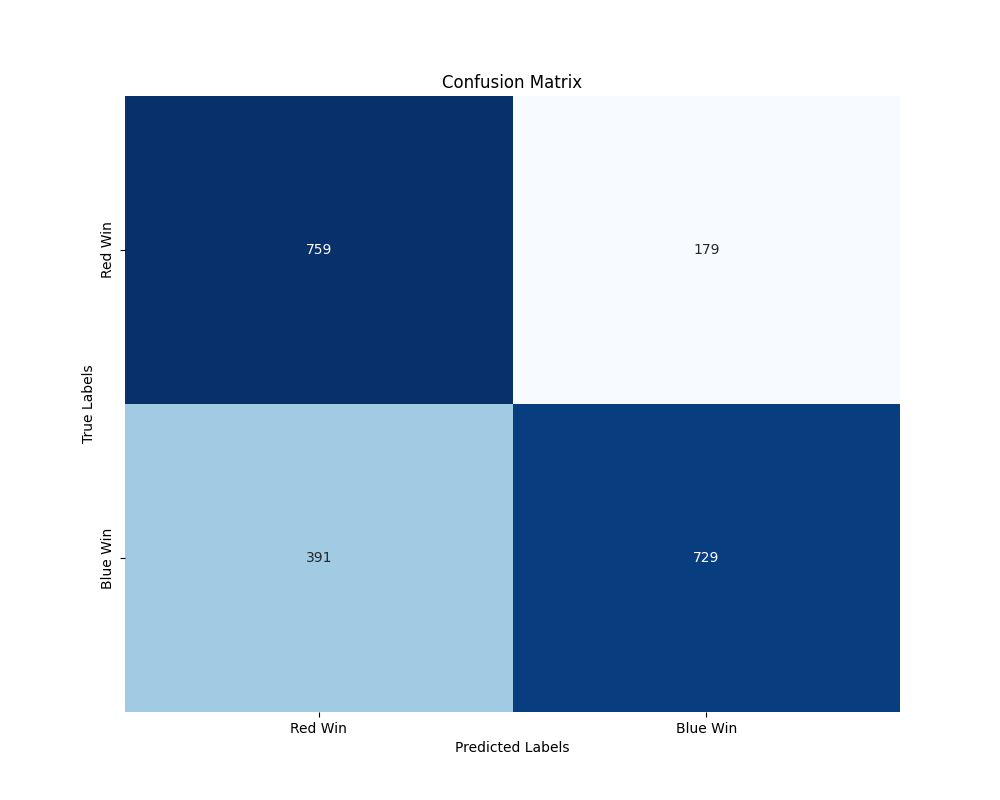 Confusion Matrix
Red Win
759
179
True Labels
Blue Win
391
729
Red Win
Blue Win
Predicted Labels